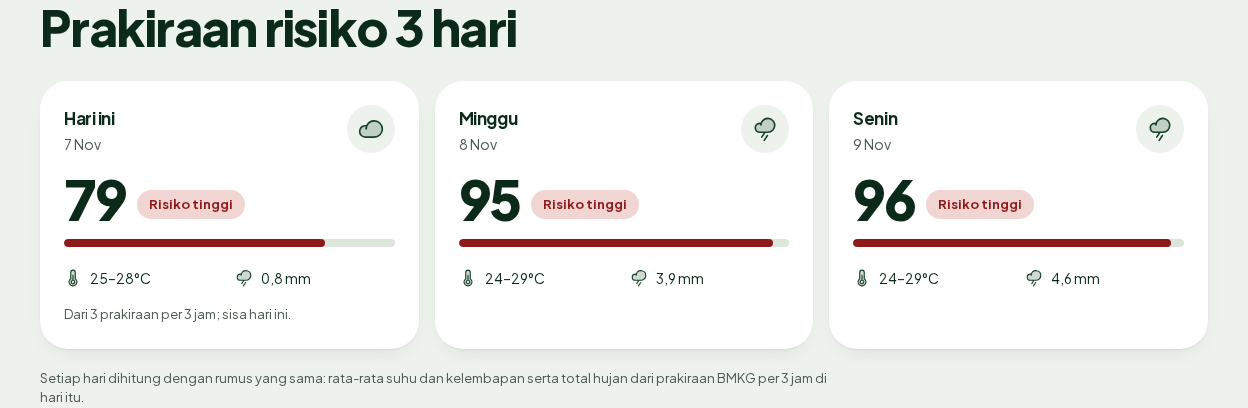 Prakiraan risiko 3 hari
Hari ini
7 Nov
79 Risiko tinggi
25–28°C 0,8 mm
Dari 3 prakiraan per 3 jam; sisa hari ini.
Minggu
8 Nov
95 Risiko tinggi
24–29°C 3,9 mm
Senin
9 Nov
96 Risiko tinggi
24–29°C 4,6 mm
Setiap hari dihitung dengan rumus yang sama: rata-rata suhu dan kelembapan serta total hujan dari prakiraan BMKG per 3 jam di
hari itu.